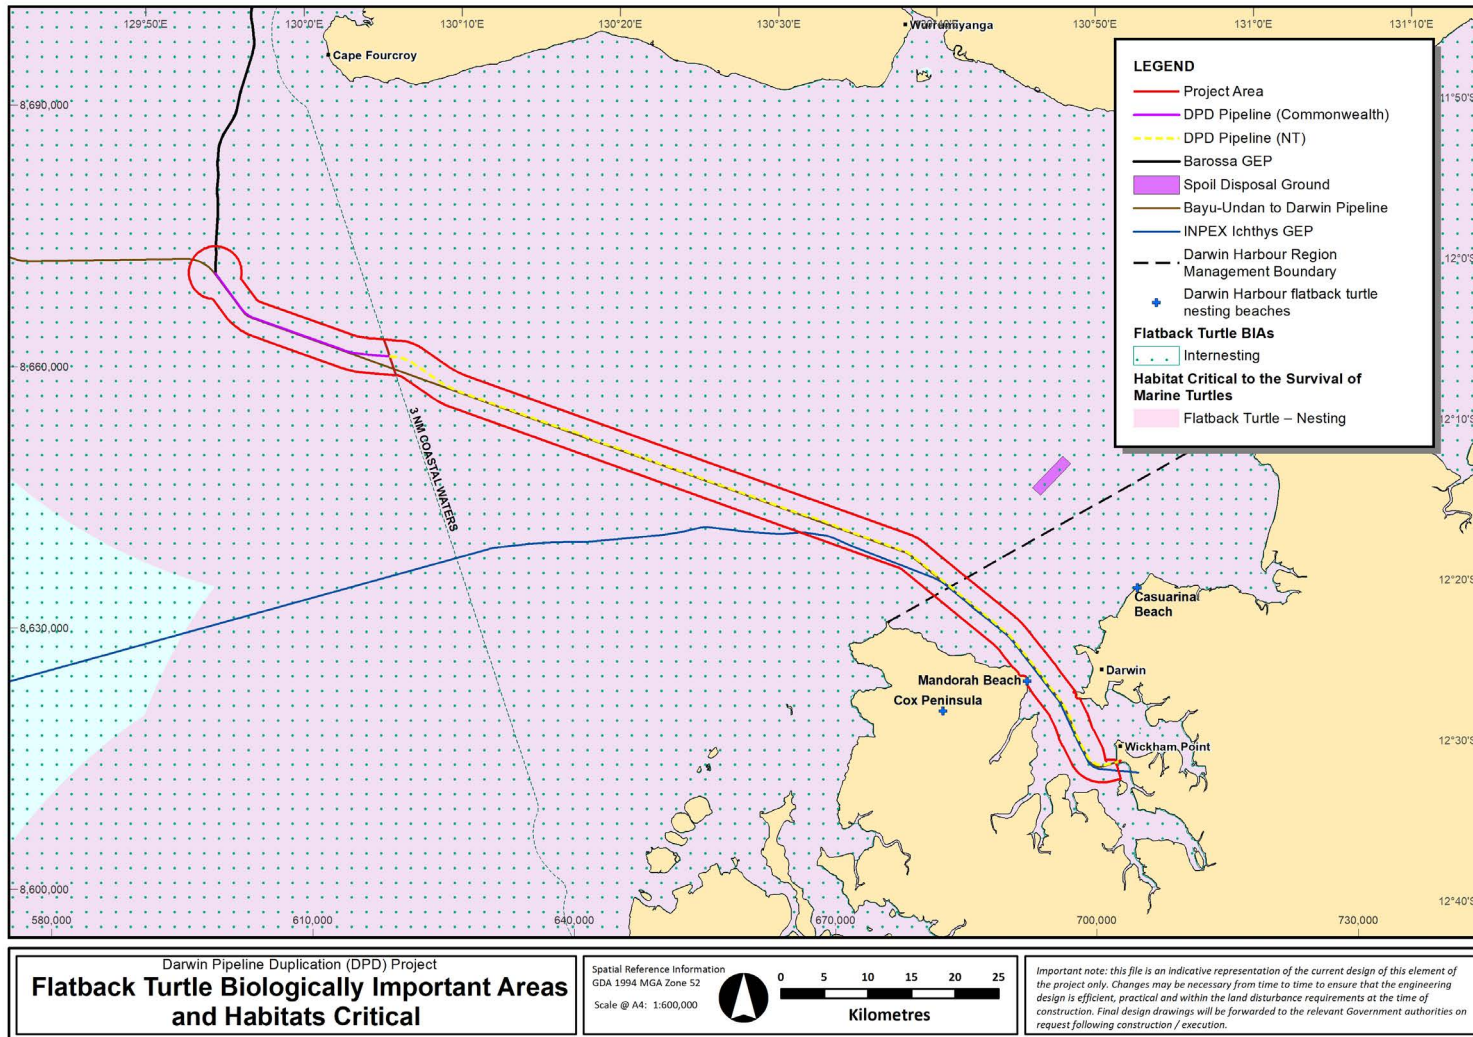 129°50'E
130°0'E
130°10'E
130°20'E
130°30'E
130°40'E
130°50'E
131°0'E
131°10'E
Wurrumiyanga
Cape Fourcroy
8,690,000
8,660,000
8,630,000
8,600,000
11°50'S
12°0'S
12°10'S
12°20'S
12°30'S
12°40'S
LEGEND
Project Area
DPD Pipeline (Commonwealth)
DPD Pipeline (NT)
Barossa GEP
Spoil Disposal Ground
Bayu-Undan to Darwin Pipeline
INPEX Ichthys GEP
Darwin Harbour Region
Management Boundary
Darwin Harbour flatback turtle
nesting beaches
Flatback Turtle BIAs
Internesting
Habitat Critical to the Survival of
Marine Turtles
Flatback Turtle – Nesting
3 NM COASTAL WATERS
Casuarina
Beach
Darwin
Mandorah Beach
Cox Peninsula
Wickham Point
580,000
610,000
640,000
670,000
700,000
730,000
Darwin Pipeline Duplication (DPD) Project
Flatback Turtle Biologically Important Areas
and Habitats Critical
Spatial Reference Information
GDA 1994 MGA Zone 52
Scale @ A4: 1:600,000
0 5 10 15 20 25
Kilometres
Important note: this file is an indicative representation of the current design of this element of
the project only. Changes may be necessary from time to time to ensure that the engineering
design is efficient, practical and within the land disturbance requirements at the time of
construction. Final design drawings will be forwarded to the relevant Government authorities on
request following construction / execution.